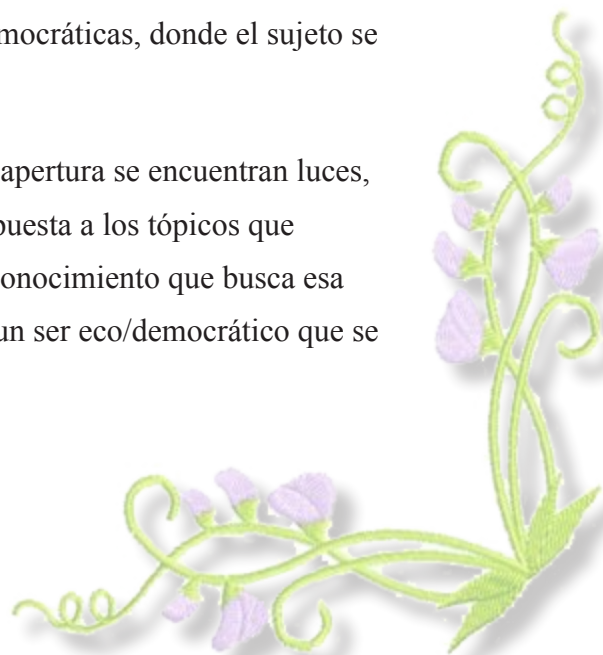 mocráticas, donde el sujeto se
apertura se encuentran luces,
puesta a los tópicos que
onocimiento que busca esa
un ser eco/democrático que se